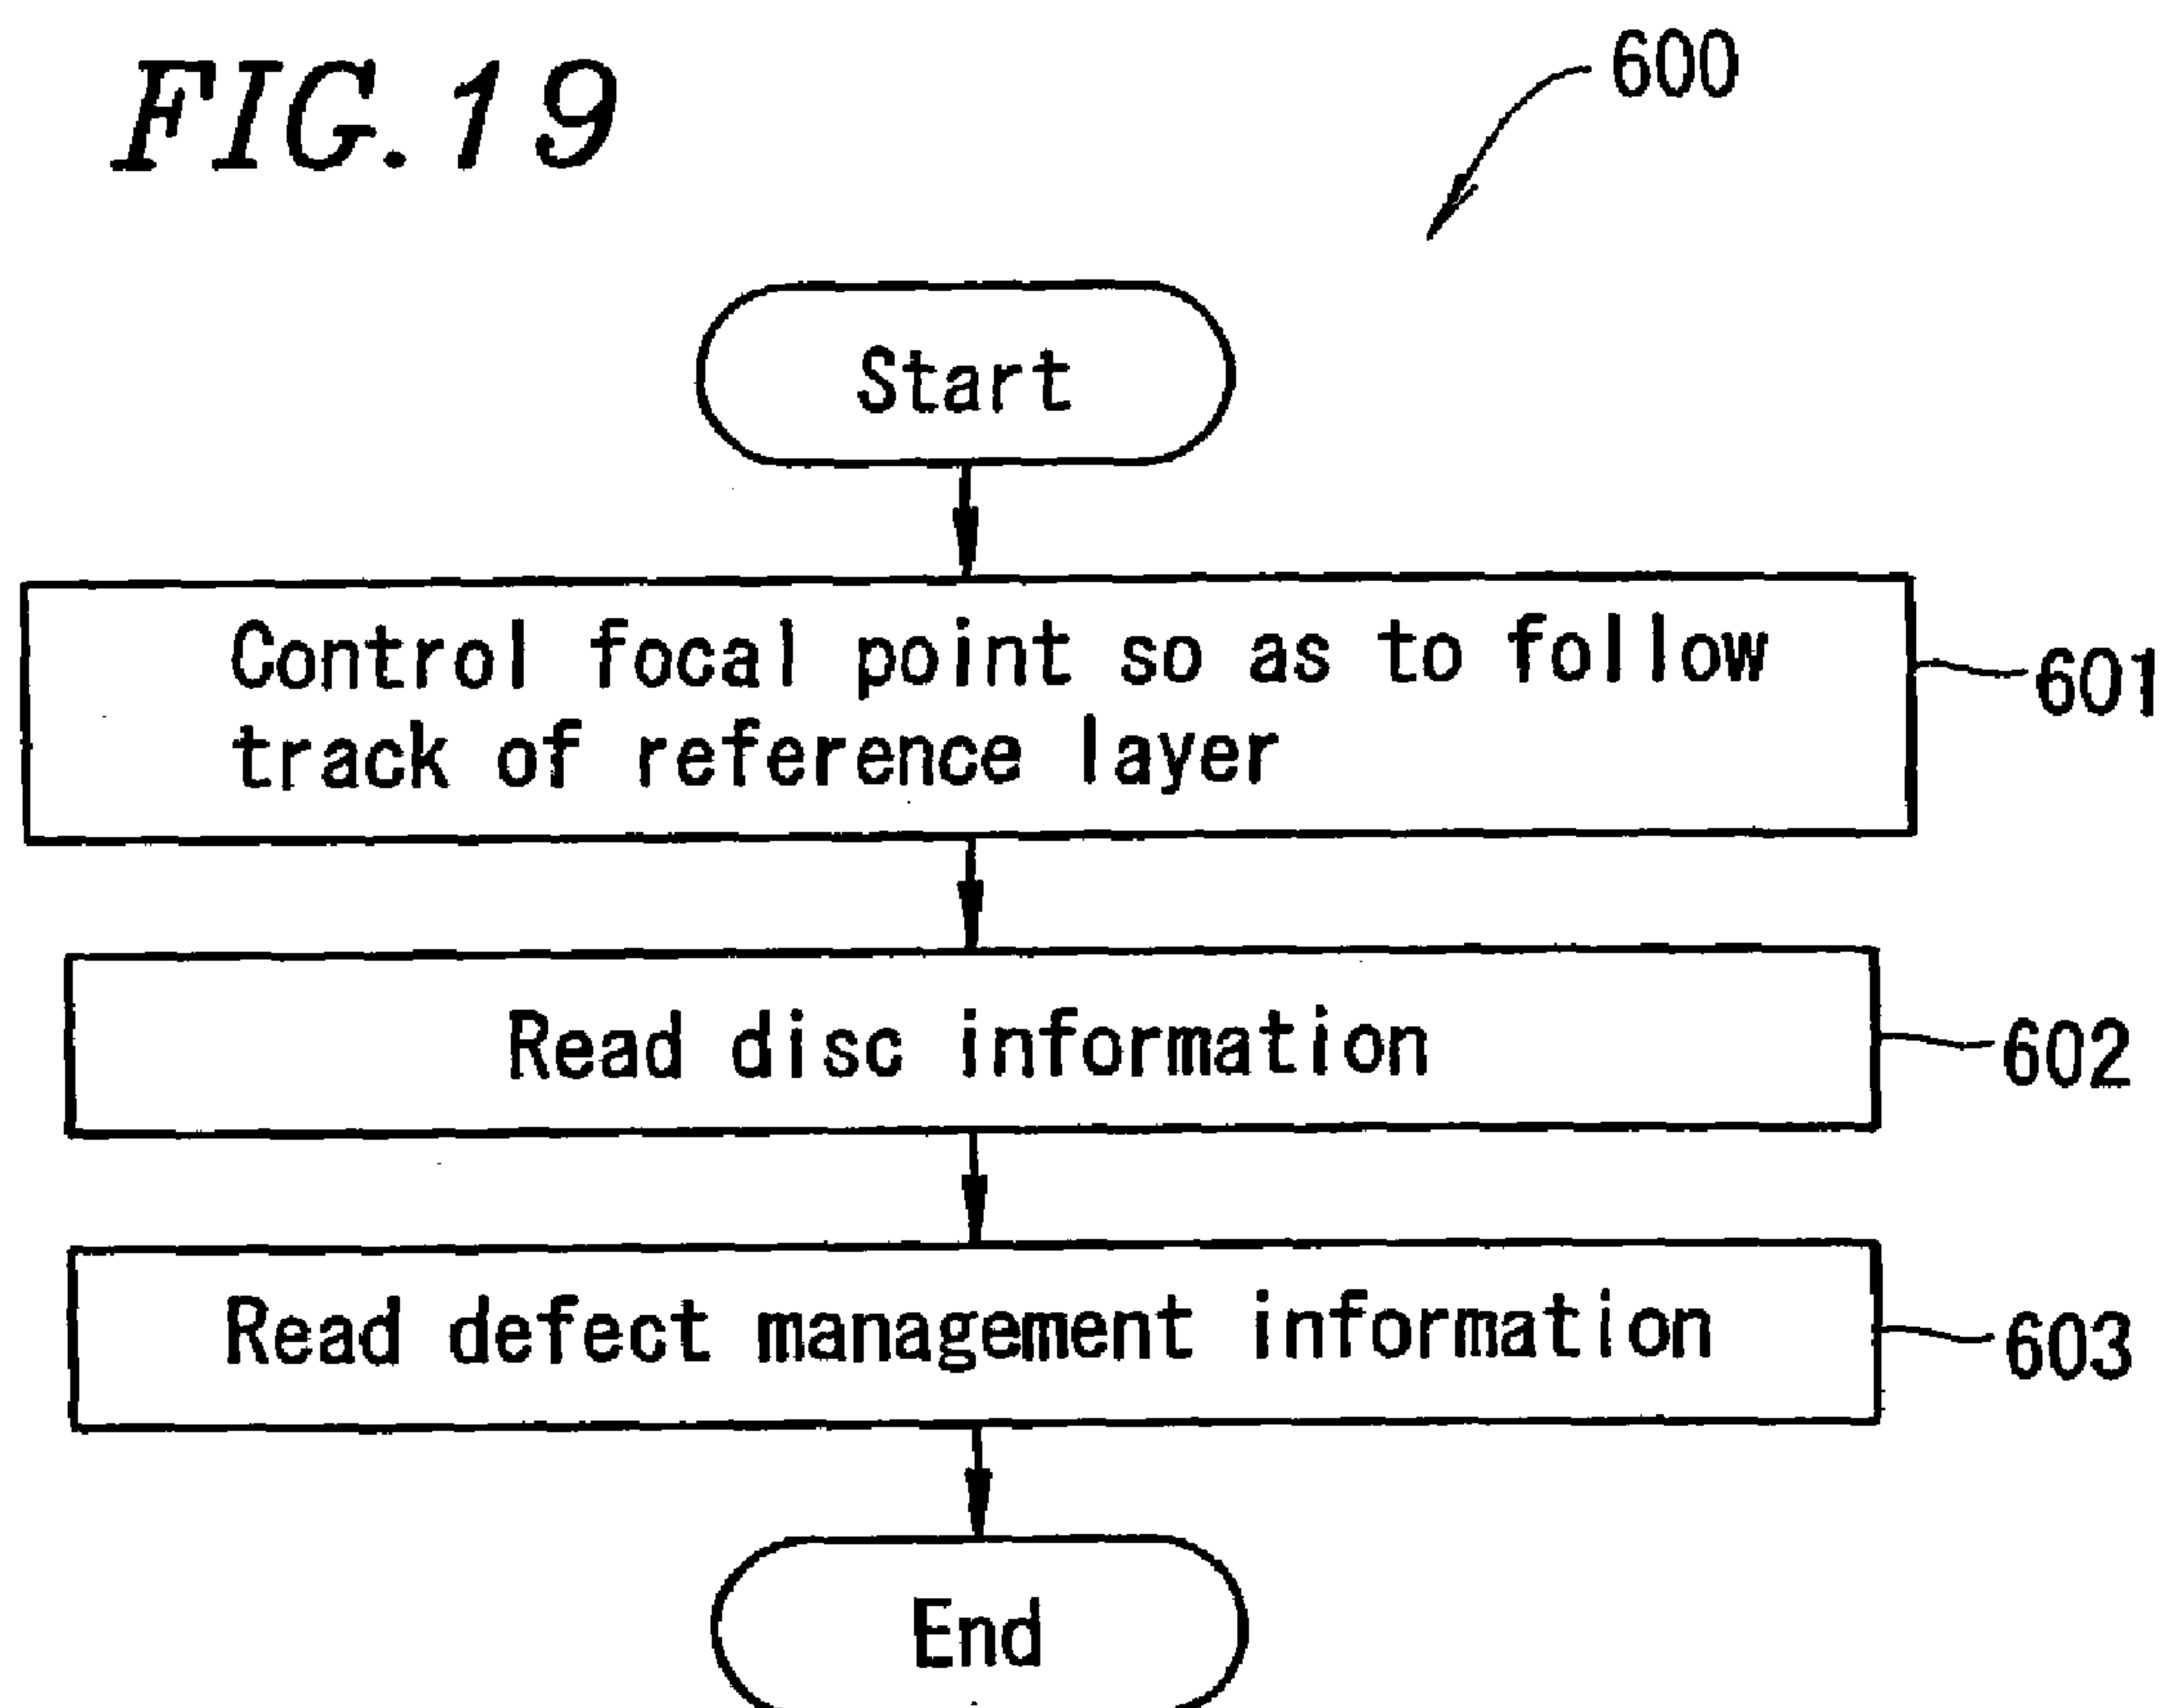 FIG.19
600
Start
Control focal point so as to follow
track of reference layer
601
Read disc information
602
Read defect management information
603
End